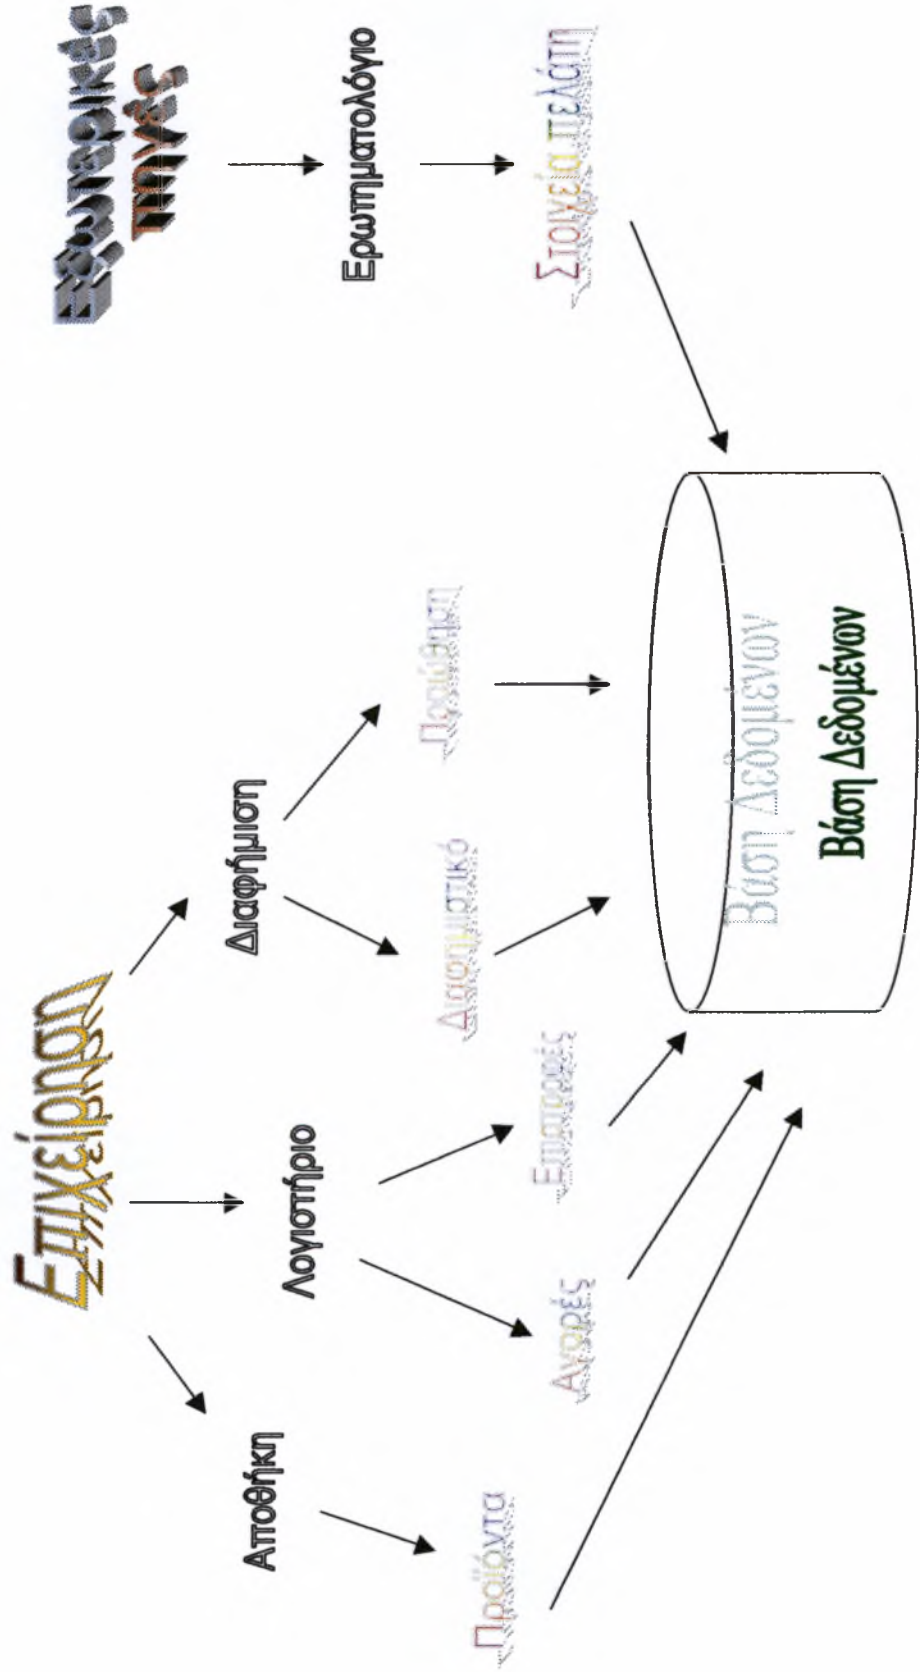 Επιχείρηση
Εξωτερικές
πηγές
Αποθήκη
Λογιστήριο
Διαφήμιση
Ερωτηματολόγιο
Προϊόντα
Αγορές
Επιστροφές
Διαφημιστικό
Προώθηση
Στοιχεία πελάτη
Βάση Δεδομένων
Βάση Δεδομένων